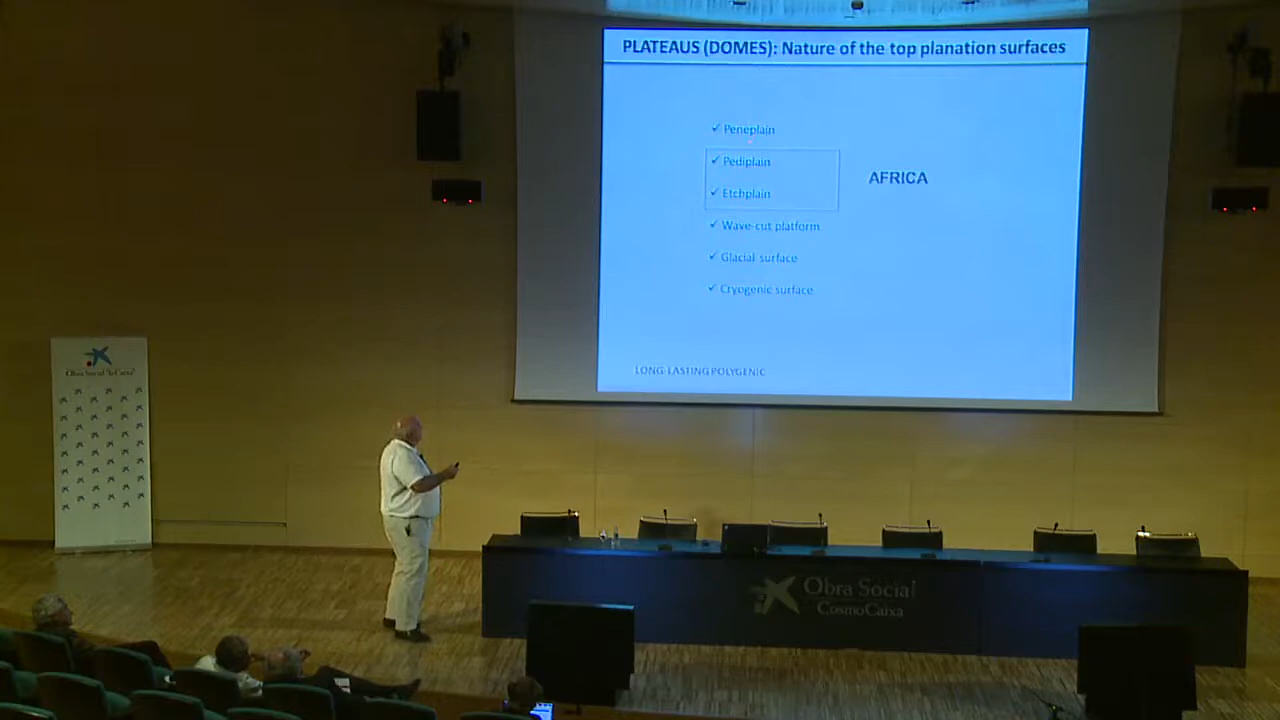 PLATEAUS (DOMES): Nature of the top planation surfaces
✓ Peneplain
✓ Pediplain
✓ Etchplain
AFRICA
✓ Wave-cut platform
✓ Glacial surface
✓ Cryogenic surface
LONG-LASTING POLYGENIC
Obra Social "la Caixa"
Obra Social
CosmoCaixa